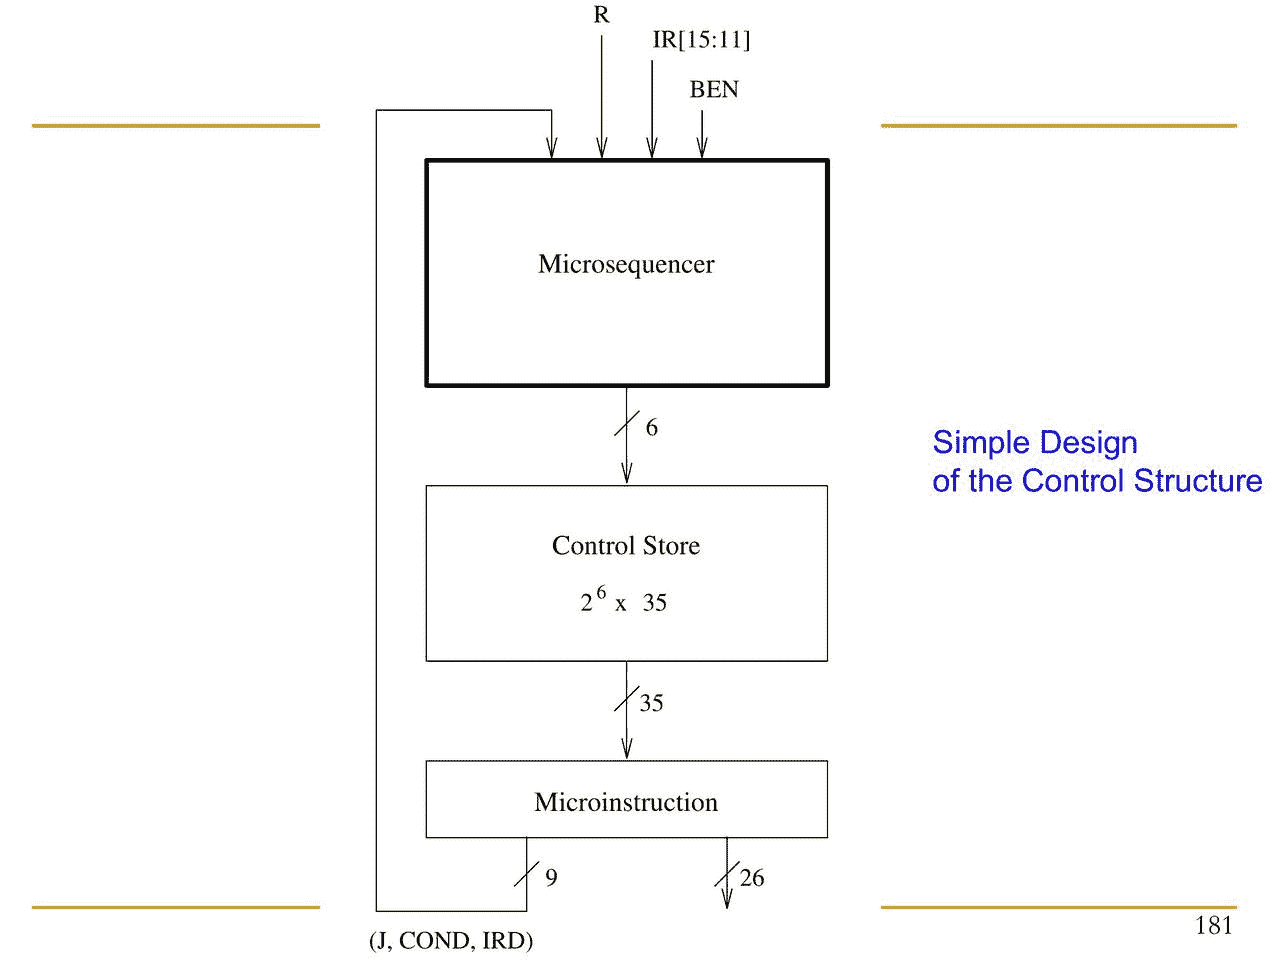 R
IR[15:11]
BEN
Microsequencer
6
Simple Design
of the Control Structure
Control Store
2^6 x 35
35
Microinstruction
9
26
(J, COND, IRD)
181